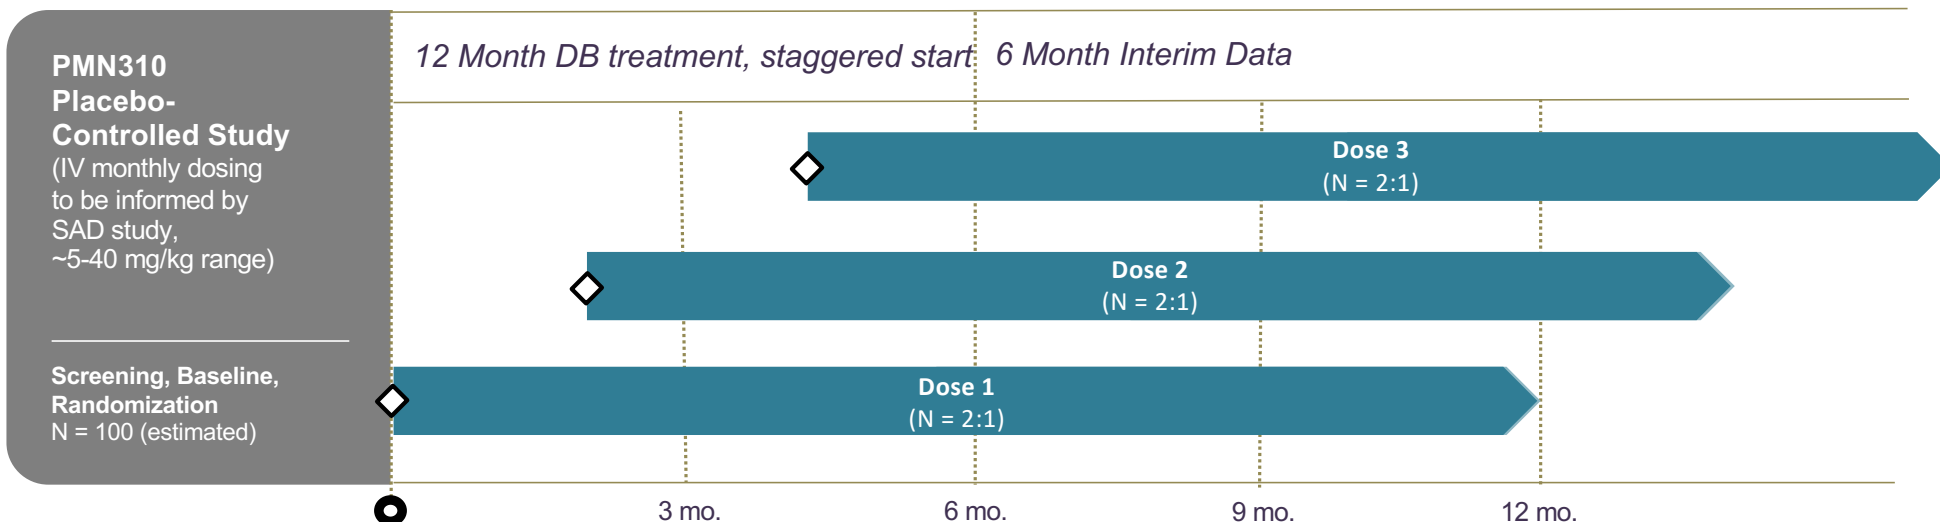 PMN310
Placebo-
Controlled Study
(IV monthly dosing
to be informed by
SAD study,
~5-40 mg/kg range)
Screening, Baseline,
Randomization
N = 100 (estimated)
12 Month DB treatment, staggered start
6 Month Interim Data
Dose 3
(N = 2:1)
Dose 2
(N = 2:1)
Dose 1
(N = 2:1)
3 mo.
6 mo.
9 mo.
12 mo.